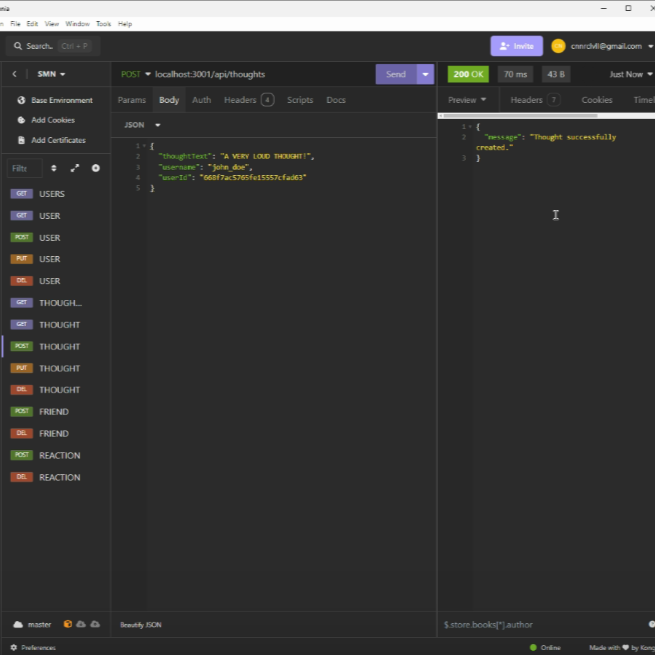 nia
File Edit View Window Tools Help
Search.. Ctrl + P
Invite
SMN
POST localhost:3001/api/thoughts
Send
200 OK 70 ms 43 B
Just Now
Base Environment
Add Cookies
Add Certificates
Params Body Auth Headers 4 Scripts Docs
Preview Headers 7 Cookies Timel
JSON
1 {
2 "thoughtText": "A VERY LOUD THOUGHT!",
3 "username": "john_doe",
4 "userId": "668f7ac5765fe15557cfad63"
5 }
1 {
2 "message": "Thought successfully
created."
3 }
Filte
GET USERS
GET USER
POST USER
PUT USER
DEL USER
GET THOUGH...
GET THOUGHT
POST THOUGHT
PUT THOUGHT
DEL THOUGHT
POST FRIEND
DEL FRIEND
POST REACTION
DEL REACTION
master
Beautify JSON
$.store.books[*].author
Preferences
Online
Made with ♥ by Kong